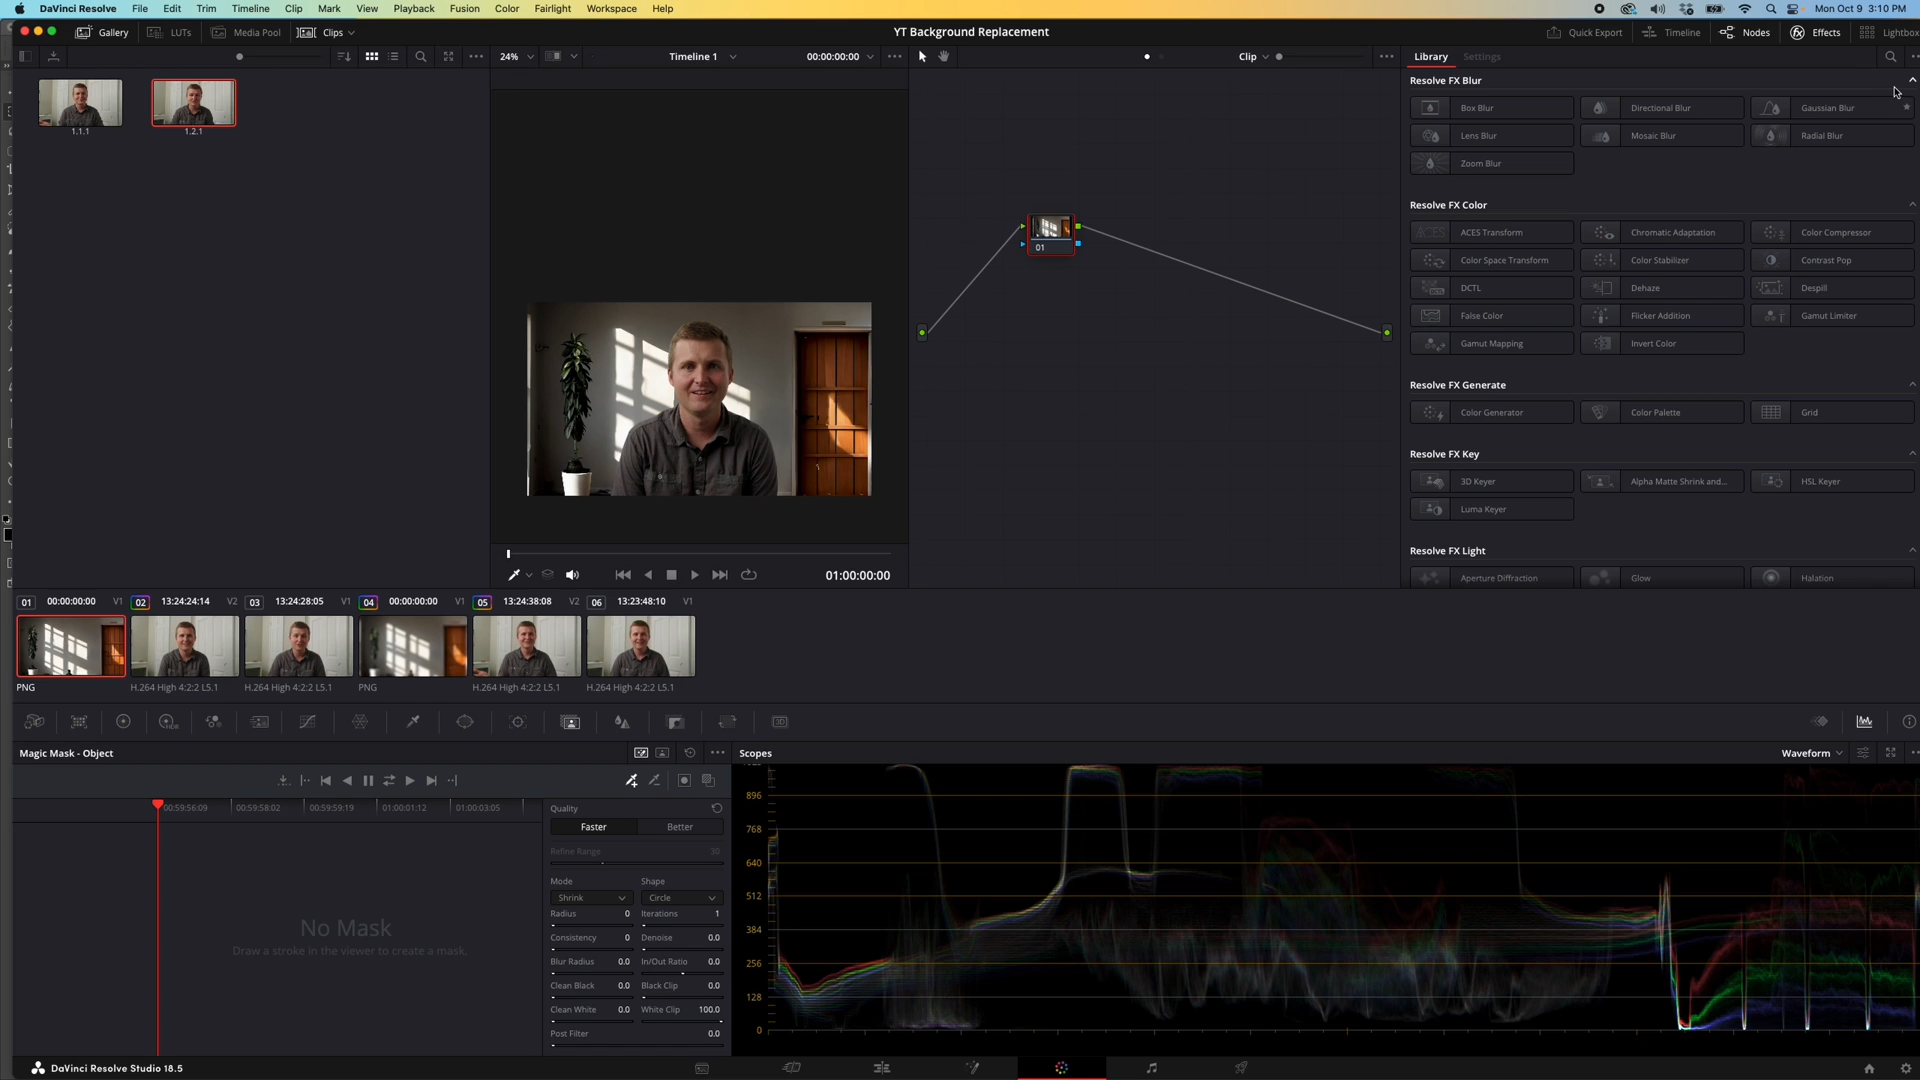 DaVinci Resolve File Edit Trim Timeline Clip Mark View Playback Fusion Color Fairlight Workspace Help Mon Oct 9 3:10 PM
Gallery LUTs Media Pool Clips YT Background Replacement Quick Export Timeline Nodes Effects Lightbox
24% Timeline 1 00:00:00:00 Clip Library Settings
Resolve FX Blur
Box Blur Directional Blur Gaussian Blur
Lens Blur Mosaic Blur Radial Blur
Zoom Blur
1.1.1 1.2.1
Resolve FX Color
ACES Transform Chromatic Adaptation Color Compressor
Color Space Transform Color Stabilizer Contrast Pop
DCTL Dehaze Despill
False Color Flicker Addition Gamut Limiter
Gamut Mapping Invert Color
01
Resolve FX Generate
Color Generator Color Palette Grid
Resolve FX Key
3D Keyer Alpha Matte Shrink and... HSL Keyer
Luma Keyer
Resolve FX Light
Aperture Diffraction Glow Halation
01:00:00:00
01 00:00:00:00 V1 02 13:24:24:14 V2 03 13:24:28:05 V1 04 00:00:00:00 V1 05 13:24:38:08 V2 06 13:23:48:10 V1
PNG H.264 High 4:2:2 L5.1 H.264 High 4:2:2 L5.1 PNG H.264 High 4:2:2 L5.1 H.264 High 4:2:2 L5.1
HDR 3D
Magic Mask - Object Scopes Waveform
00:59:56:09 00:59:58:02 00:59:59:19 01:00:01:12 01:00:03:05
No Mask
Draw a stroke in the viewer to create a mask.
Quality
Faster Better
Refine Range 30
Mode Shape
Shrink Circle
Radius 0 Iterations 1
Consistency 0 Denoise 0.0
Blur Radius 0.0 In/Out Ratio 0.0
Clean Black 0.0 Black Clip 0.0
Clean White 0.0 White Clip 100.0
Post Filter 0.0
896
768
640
512
384
256
128
0
DaVinci Resolve Studio 18.5